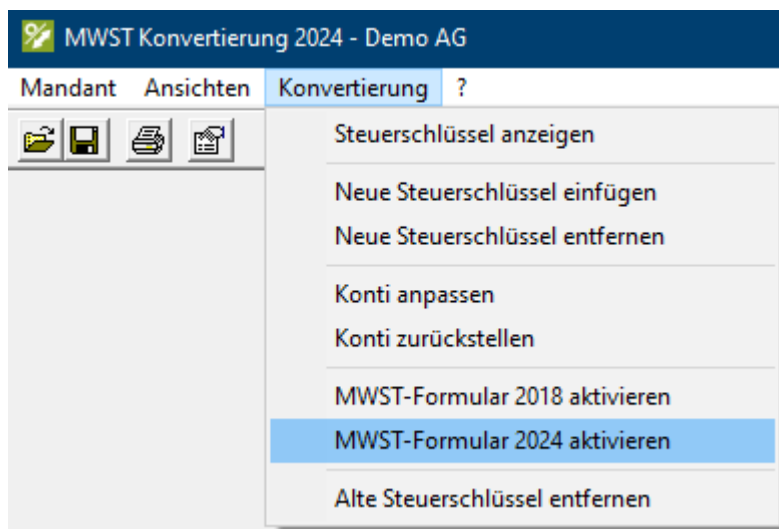 MWST Konvertierung 2024 - Demo AG
Mandant Ansichten Konvertierung ?
Steuerschlüssel anzeigen
Neue Steuerschlüssel einfügen
Neue Steuerschlüssel entfernen
Konti anpassen
Konti zurückstellen
MWST-Formular 2018 aktivieren
MWST-Formular 2024 aktivieren
Alte Steuerschlüssel entfernen